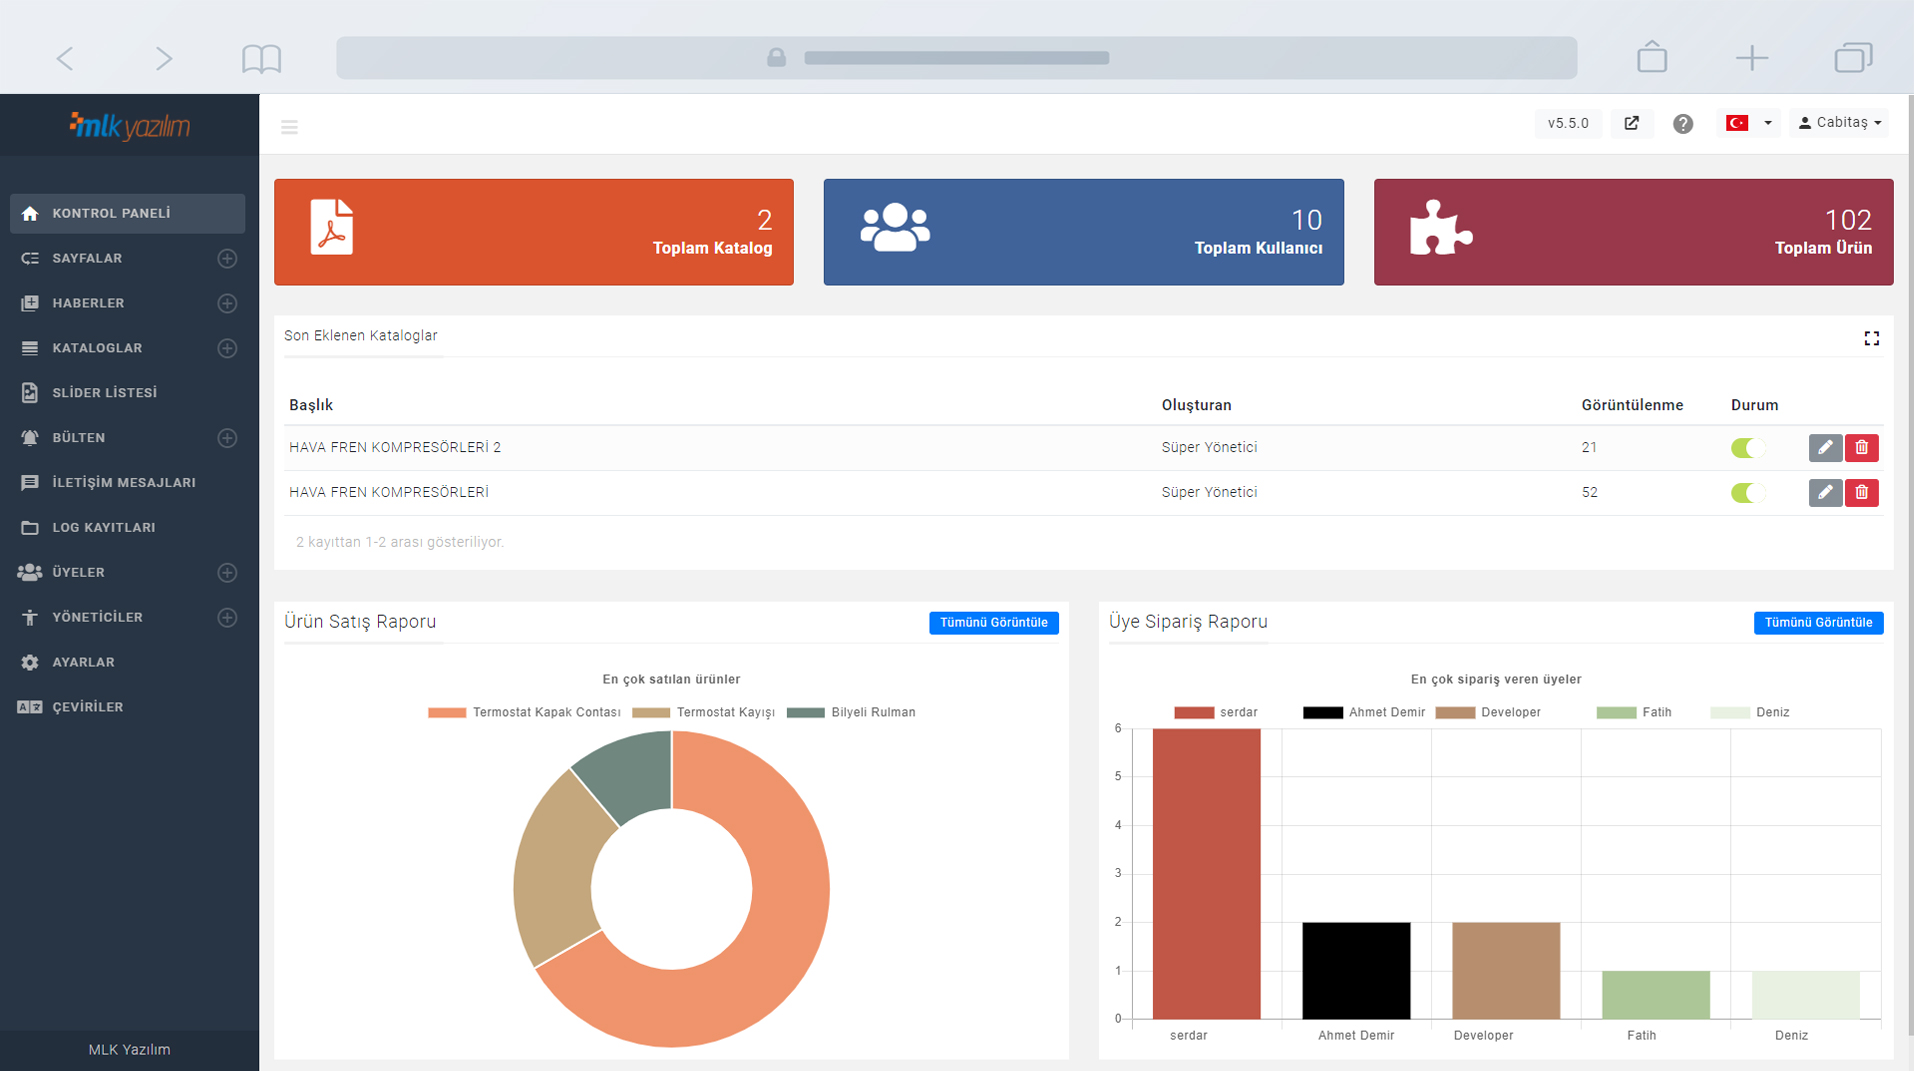 mlk yazılım
v5.5.0
Cabitaş
KONTROL PANELİ
SAYFALAR
HABERLER
KATALOGLAR
SLİDER LİSTESİ
BÜLTEN
İLETİŞİM MESAJLARI
LOG KAYITLARI
ÜYELER
YÖNETİCİLER
AYARLAR
ÇEVİRİLER
MLK Yazılım
2
Toplam Katalog
10
Toplam Kullanıcı
102
Toplam Ürün
Son Eklenen Kataloglar
Başlık Oluşturan Görüntülenme Durum
HAVA FREN KOMPRESÖRLERİ 2 Süper Yönetici 21
HAVA FREN KOMPRESÖRLERİ Süper Yönetici 52
2 kayıttan 1-2 arası gösteriliyor.
Ürün Satış Raporu
Tümünü Görüntüle
En çok satılan ürünler
Termostat Kapak Contası Termostat Kayışı Bilyeli Rulman
Üye Sipariş Raporu
Tümünü Görüntüle
En çok sipariş veren üyeler
serdar Ahmet Demir Developer Fatih Deniz
6
5
4
3
2
1
0
serdar Ahmet Demir Developer Fatih Deniz